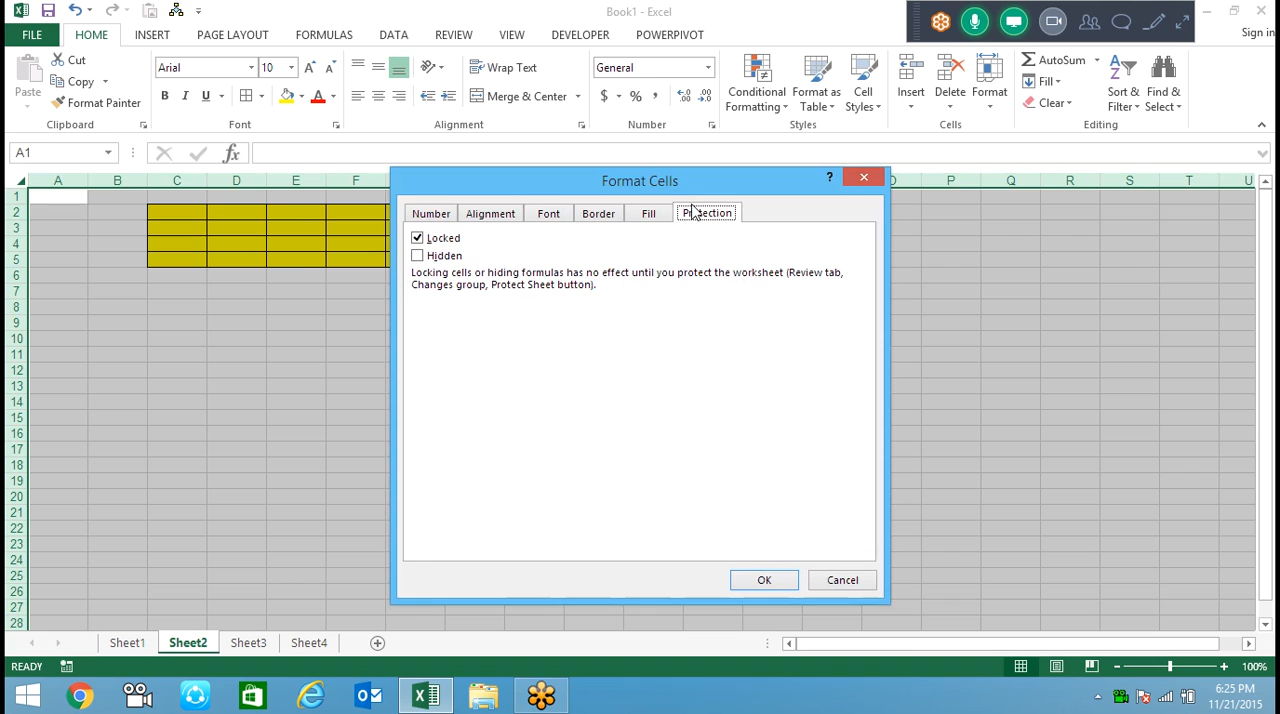 Book1 - Excel
Sign in
FILE HOME INSERT PAGE LAYOUT FORMULAS DATA REVIEW VIEW DEVELOPER POWERPIVOT
Paste
Cut
Copy
Format Painter
Clipboard
Arial 10
B I U A
Font
Wrap Text
Merge & Center
Alignment
General
$ % ,
Number
Conditional Formatting
Format as Table
Cell Styles
Styles
Insert Delete Format
Cells
AutoSum
Fill
Clear
Sort & Filter
Find & Select
Editing
A1
fx
A B C D E F P Q R S T U
1
2
3
4
5
6
7
8
9
10
11
12
13
14
15
16
17
18
19
20
21
22
23
24
25
26
27
28
Format Cells
Number Alignment Font Border Fill Protection
Locked
Hidden
Locking cells or hiding formulas has no effect until you protect the worksheet (Review tab,
Changes group, Protect Sheet button).
OK Cancel
Sheet1 Sheet2 Sheet3 Sheet4
READY
100%
6:25 PM
11/21/2015